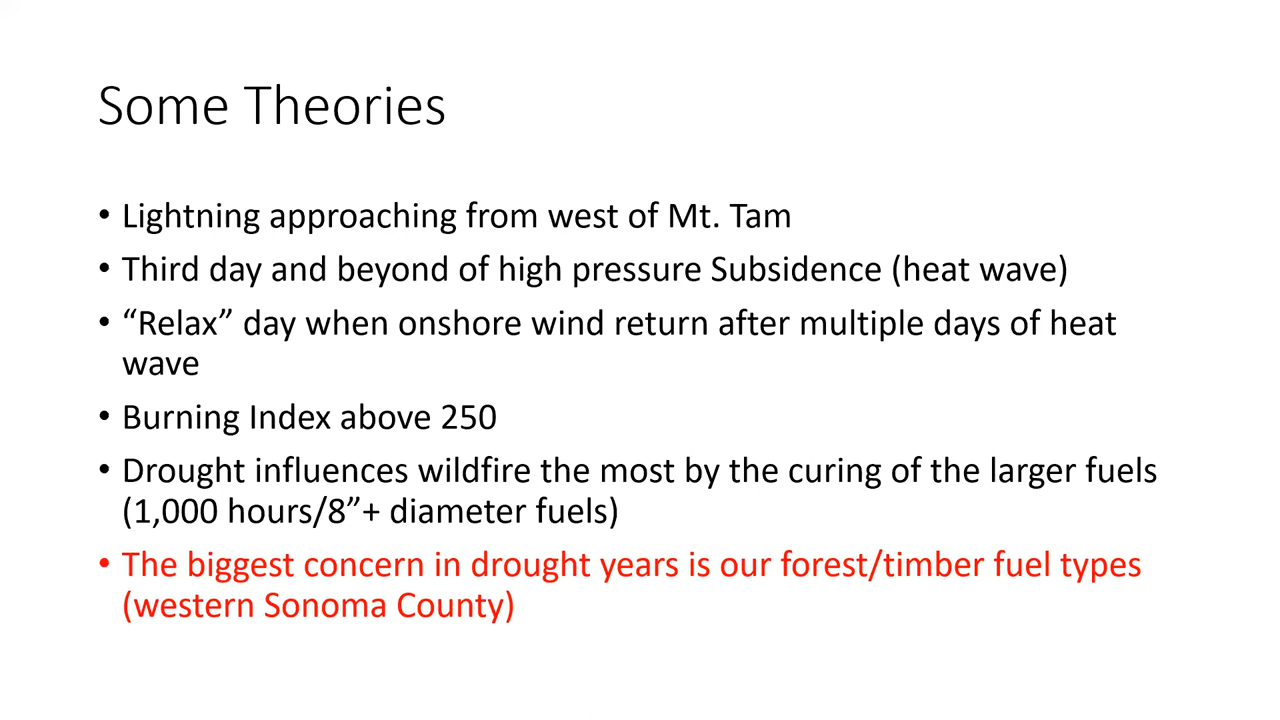 Some Theories
• Lightning approaching from west of Mt. Tam
• Third day and beyond of high pressure Subsidence (heat wave)
• “Relax” day when onshore wind return after multiple days of heat
wave
• Burning Index above 250
• Drought influences wildfire the most by the curing of the larger fuels
(1,000 hours/8”+ diameter fuels)
• The biggest concern in drought years is our forest/timber fuel types
(western Sonoma County)